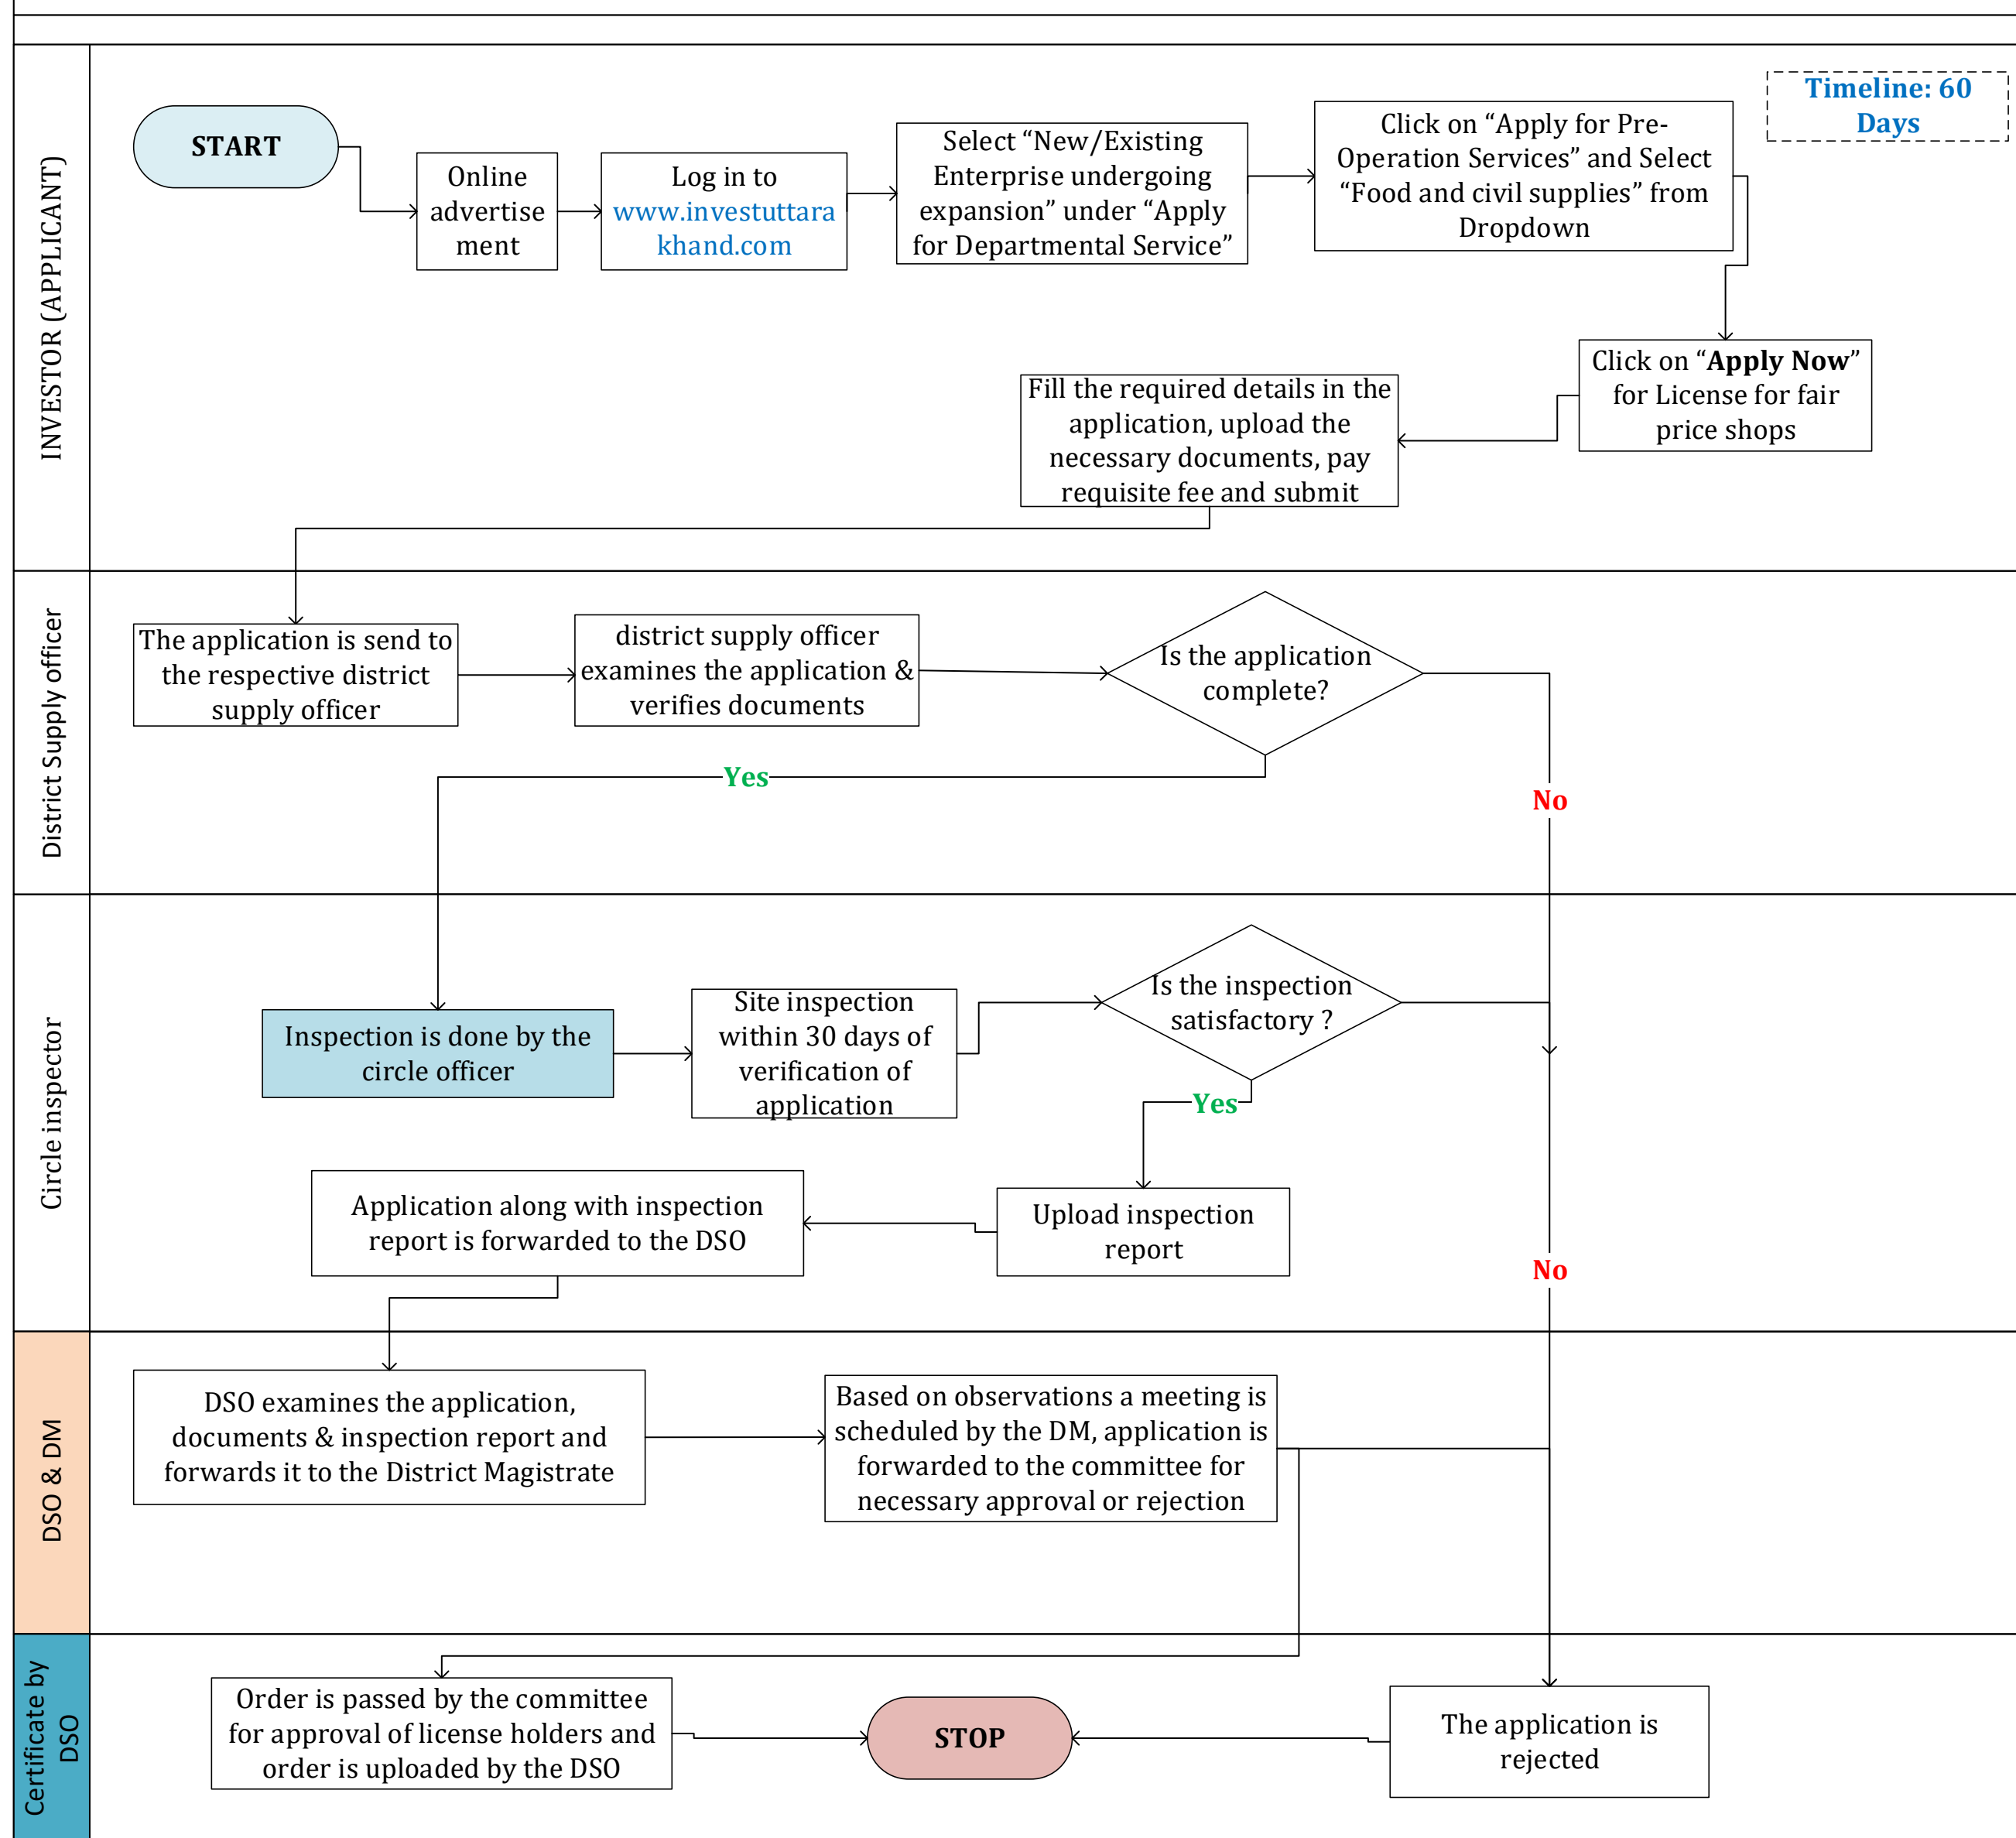 Timeline: 60
Days
START
Online
advertise
ment
Log in to
www.investuttara
khand.com
Select “New/Existing
Enterprise undergoing
expansion” under “Apply
for Departmental Service”
Click on “Apply for Pre-
Operation Services” and Select
“Food and civil supplies” from
Dropdown
INVESTOR (APPLICANT)
Click on “Apply Now”
for License for fair
price shops
Fill the required details in the
application, upload the
necessary documents, pay
requisite fee and submit
District Supply officer
The application is send to
the respective district
supply officer
district supply officer
examines the application &
verifies documents
Is the application
complete?
Yes
No
Circle inspector
Inspection is done by the
circle officer
Site inspection
within 30 days of
verification of
application
Is the inspection
satisfactory ?
Yes
Upload inspection
report
Application along with inspection
report is forwarded to the DSO
No
DSO & DM
DSO examines the application,
documents & inspection report and
forwards it to the District Magistrate
Based on observations a meeting is
scheduled by the DM, application is
forwarded to the committee for
necessary approval or rejection
Certificate by
DSO
Order is passed by the committee
for approval of license holders and
order is uploaded by the DSO
STOP
The application is
rejected